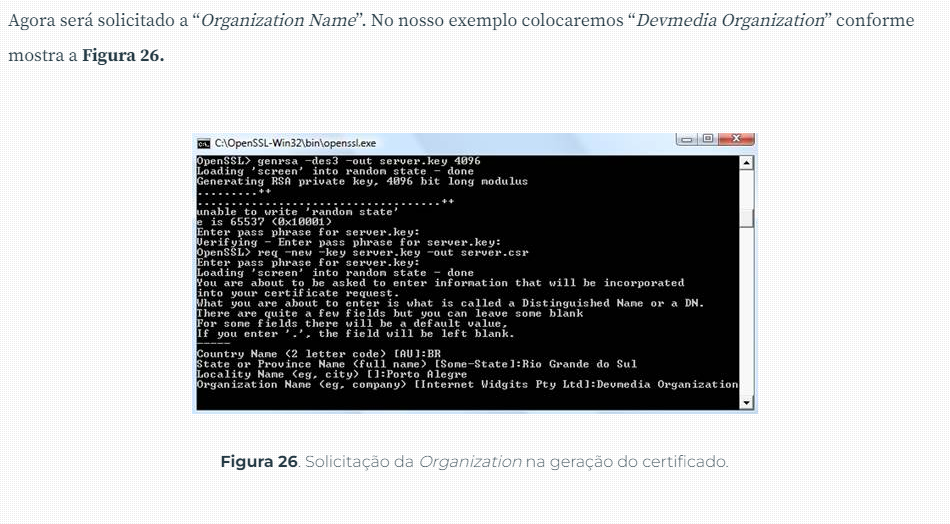 Agora será solicitado a “Organization Name”. No nosso exemplo colocaremos “Devmedia Organization” conforme
mostra a Figura 26.
C:\OpenSSL-Win32\bin\openssl.exe
OpenSSL> genrsa -des3 -out server.key 4096
Loading 'screen' into random state - done
Generating RSA private key, 4096 bit long modulus
.........++
....................................++
unable to write 'random state'
e is 65537 (0x10001)
Enter pass phrase for server.key:
Verifying - Enter pass phrase for server.key:
OpenSSL> req -new -key server.key -out server.csr
Enter pass phrase for server.key:
Loading 'screen' into random state - done
You are about to be asked to enter information that will be incorporated
into your certificate request.
What you are about to enter is what is called a Distinguished Name or a DN.
There are quite a few fields but you can leave some blank
For some fields there will be a default value,
If you enter '.', the field will be left blank.
-----
Country Name (2 letter code) [AU]:BR
State or Province Name (full name) [Some-State]:Rio Grande do Sul
Locality Name (eg, city) []:Porto Alegre
Organization Name (eg, company) [Internet Widgits Pty Ltd]:Devmedia Organization
Figura 26. Solicitação da Organization na geração do certificado.